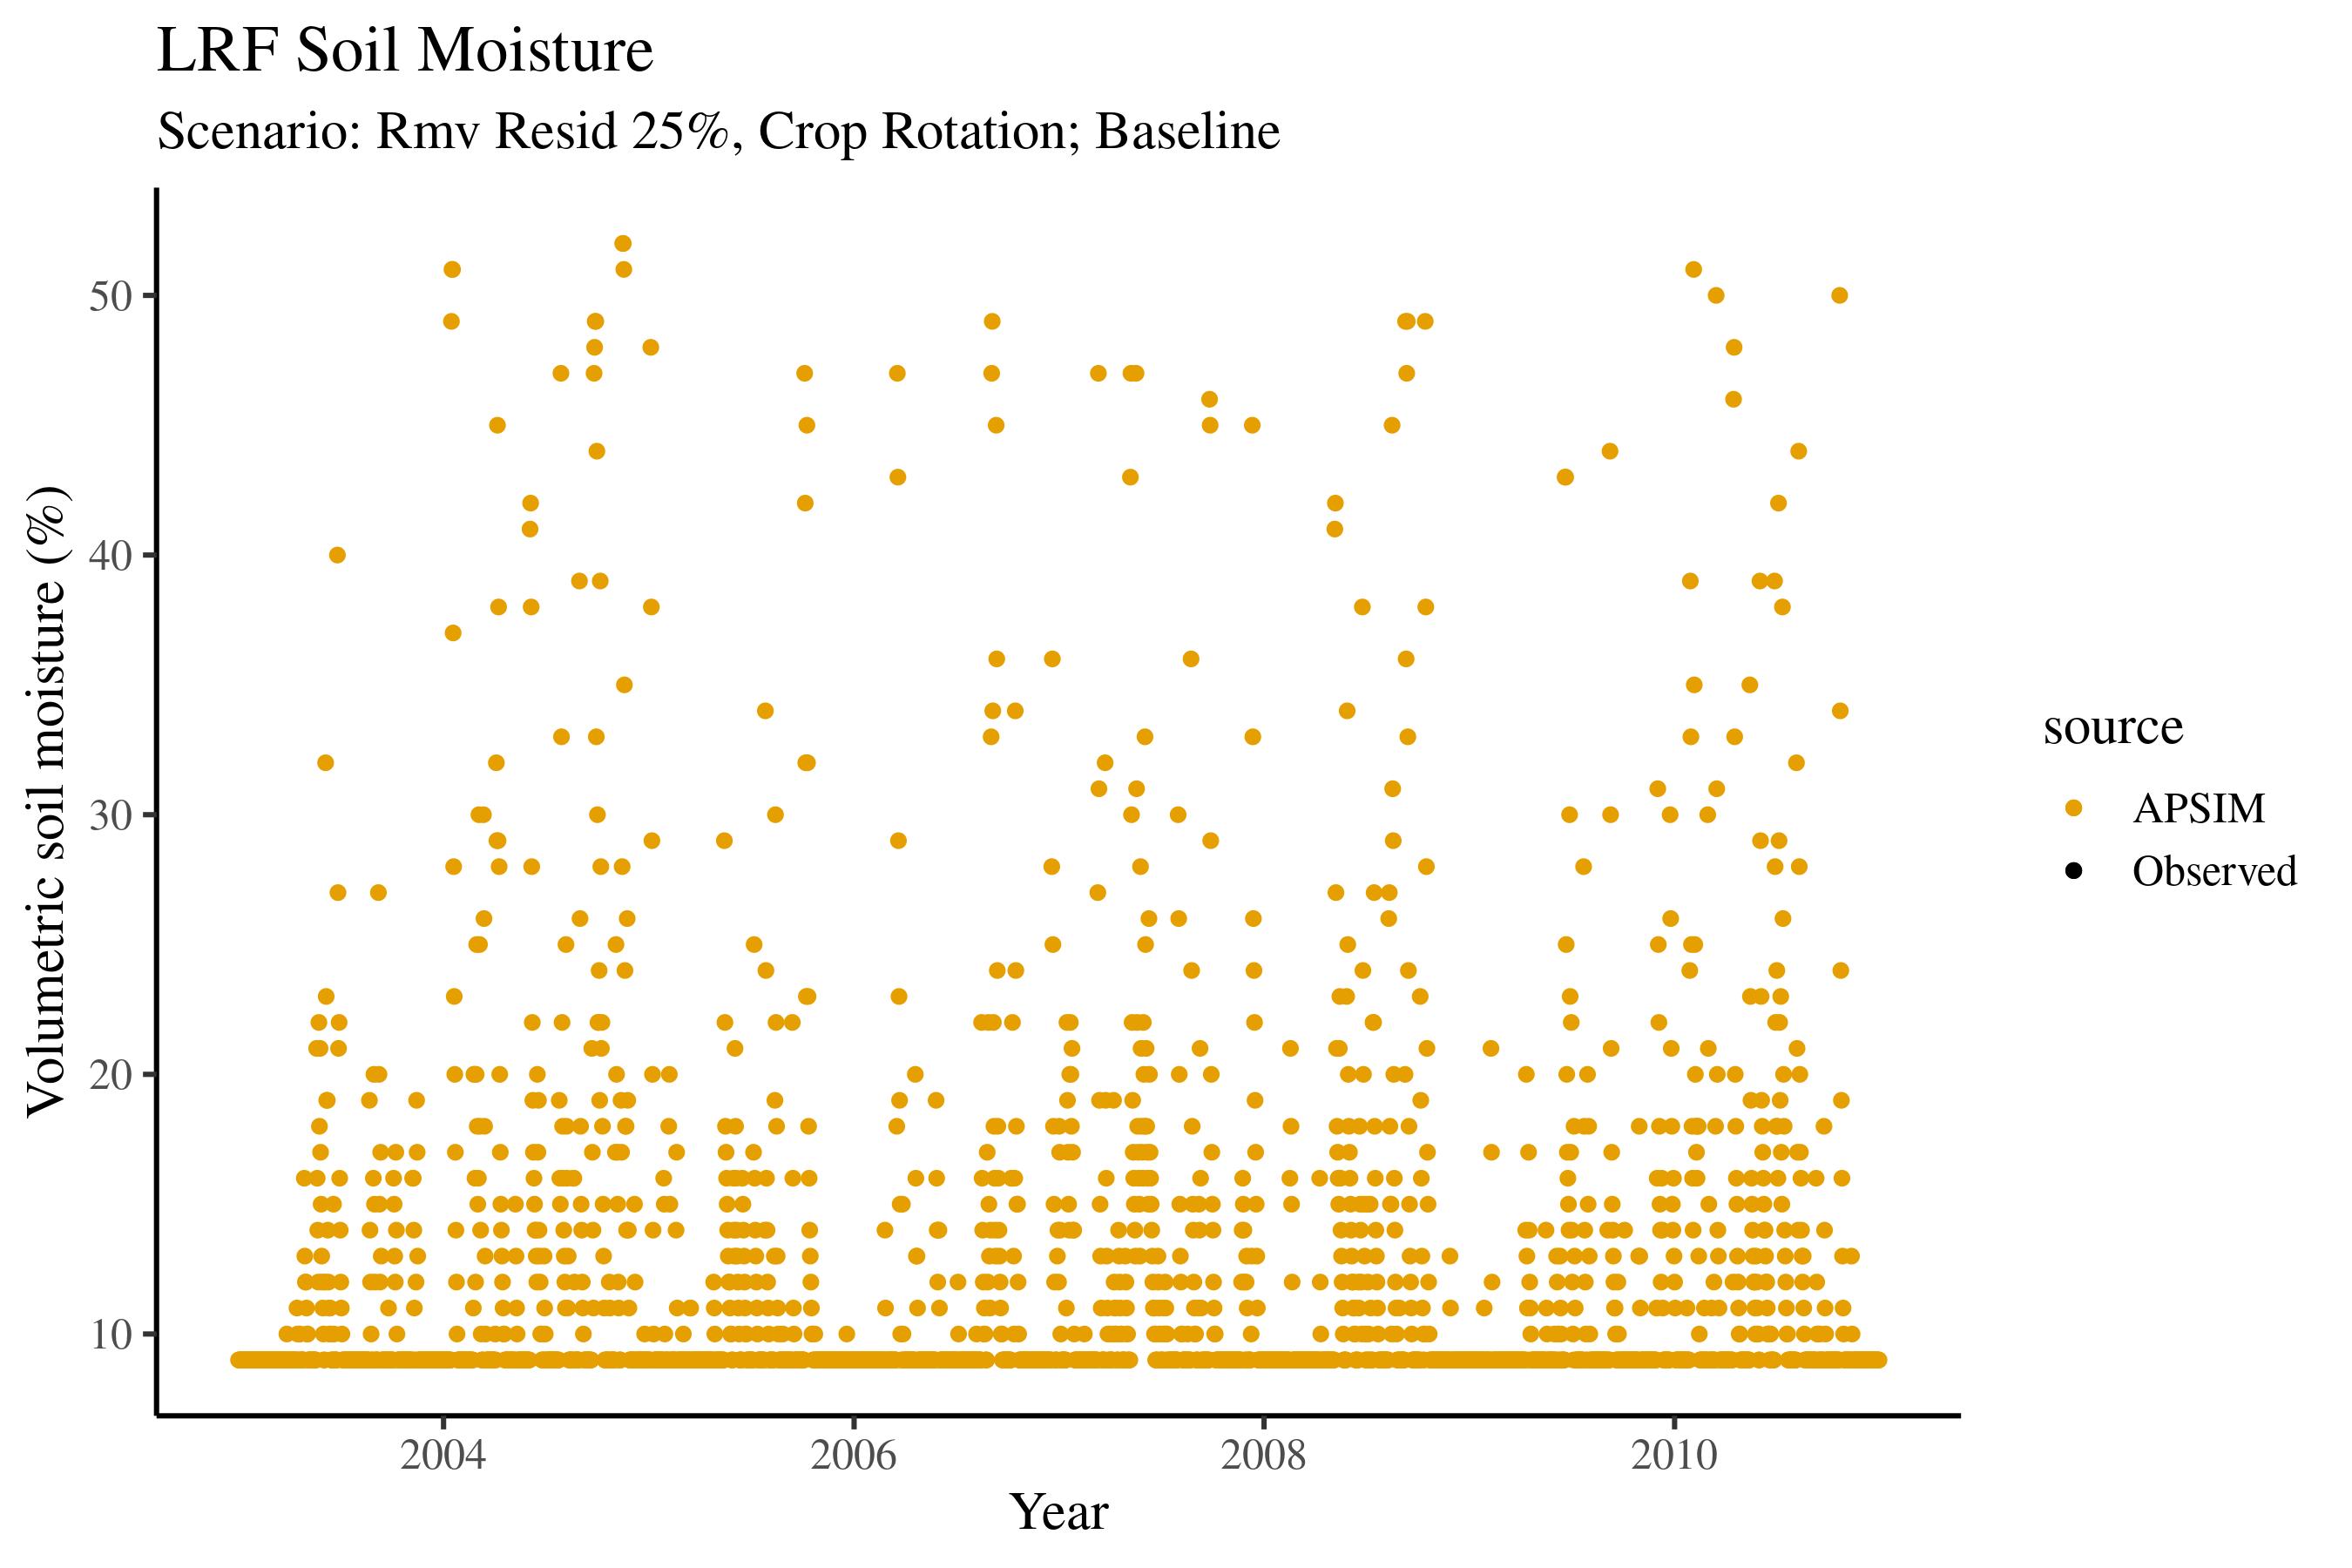 LRF Soil Moisture
Scenario: Rmv Resid 25%, Crop Rotation; Baseline
Volumetric soil moisture (%)
50
40
30
20
10
2004 2006 2008 2010
Year
source
APSIM
Observed